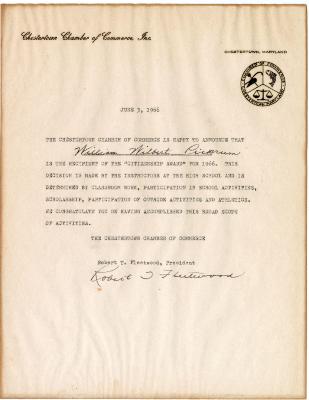 Chestertown Chamber of Commerce, Inc.
CHESTERTOWN, MARYLAND
JUNE 3, 1966
THE CHESTERTOWN CHAMBER OF COMMERCE IS HAPPY TO ANNOUNCE THAT
William Wilbert Pickrum
IS THE RECIPIENT OF THE "CITIZENSHIP AWARD" FOR 1966. THIS
DECISION IS MADE BY THE INSTRUCTORS AT THE HIGH SCHOOL AND IS
DETERMINED BY CLASSROOM WORK, PARTICIPATION IN SCHOOL ACTIVITIES,
SCHOLARSHIP, PARTICIPATION OF OUTSIDE ACTIVITIES AND ATHLETICS.
WE CONGRATULATE YOU ON HAVING ACCOMPLISHED THIS BROAD SCOPE
OF ACTIVITIES.
THE CHESTERTOWN CHAMBER OF COMMERCE
Robert T. Fleetwood, President
Robert T Fleetwood